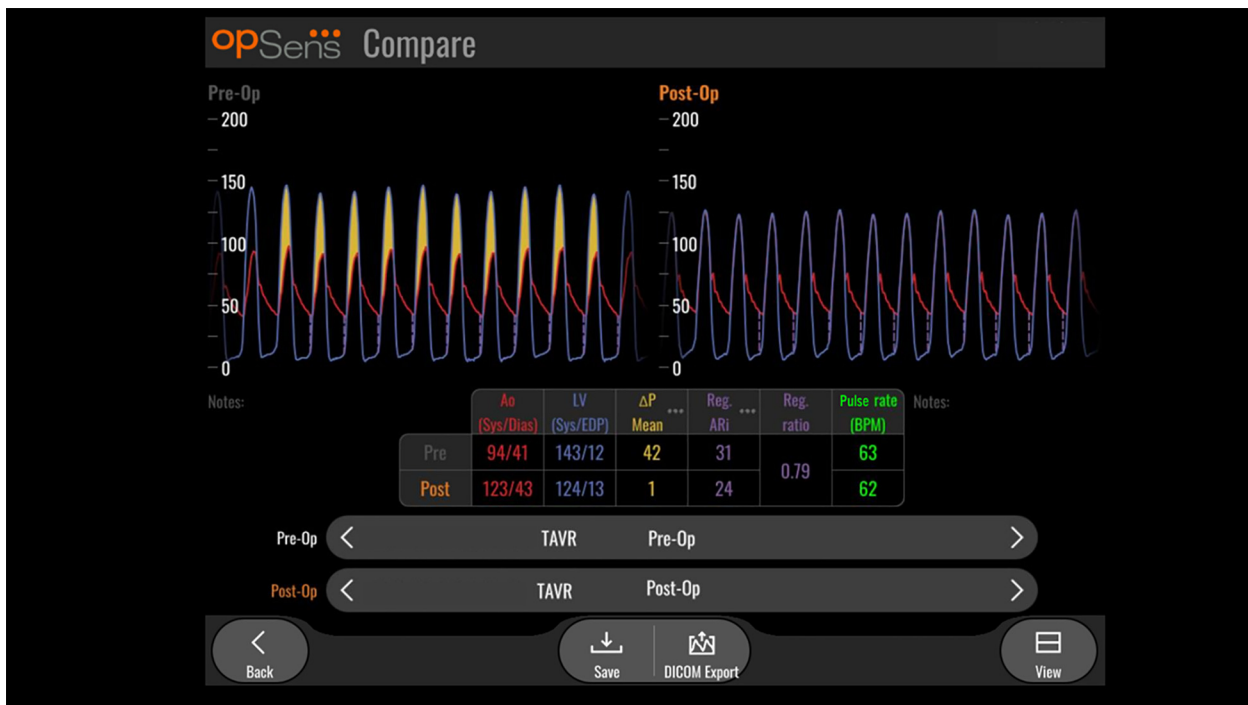 opSens Compare
Pre-Op
Post-Op
200
150
100
50
0
200
150
100
50
0
Notes:
Ao (Sys/Dias)
LV (Sys/EDP)
ΔP Mean ...
Reg. ARi ...
Reg. ratio
Pulse rate (BPM)
Notes:
Pre 94/41 143/12 42 31 0.79 63
Post 123/43 124/13 1 24 62
Pre-Op < TAVR Pre-Op >
Post-Op < TAVR Post-Op >
Back
Save
DICOM Export
View